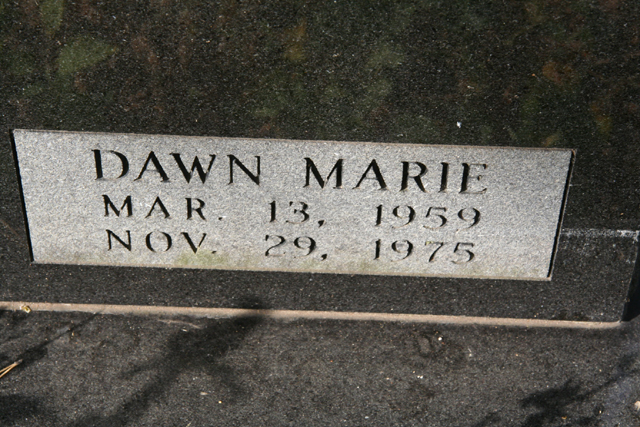 DAWN MARIE
MAR. 13, 1959
NOV. 29, 1975